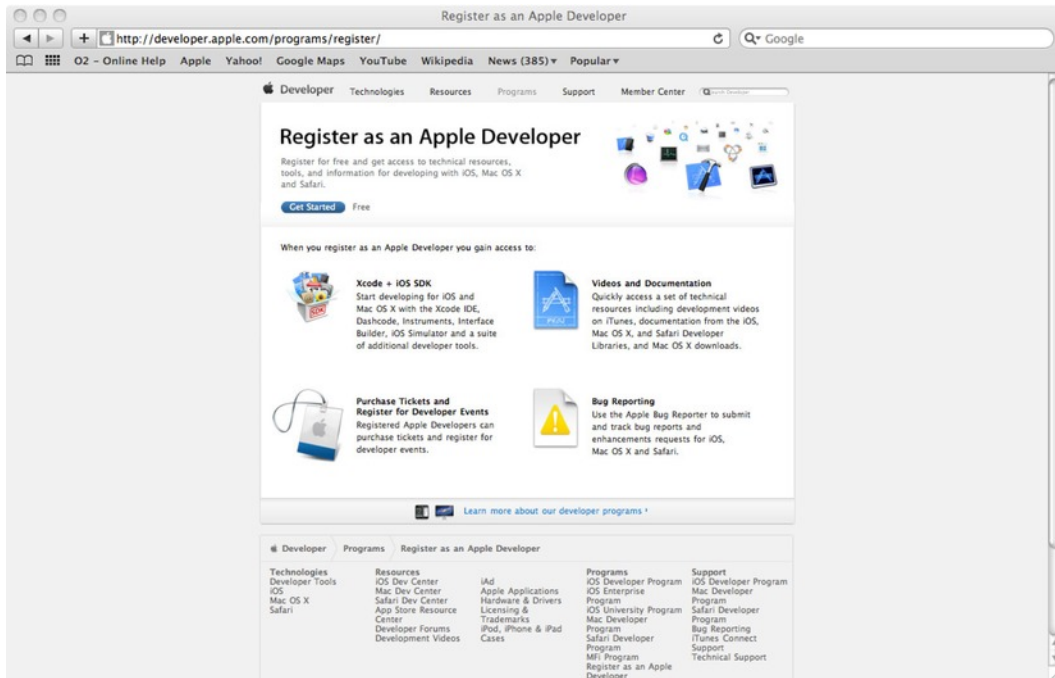 Register as an Apple Developer
http://developer.apple.com/programs/register/
Google
O2 - Online Help Apple Yahoo! Google Maps YouTube Wikipedia News (385) Popular
Developer Technologies Resources Programs Support Member Center
Register as an Apple Developer
Register for free and get access to technical resources,
tools, and information for developing with iOS, Mac OS X
and Safari.
Get Started Free
When you register as an Apple Developer you gain access to:
Xcode + iOS SDK
Start developing for iOS and
Mac OS X with the Xcode IDE,
Dashcode, Instruments, Interface
Builder, iOS Simulator and a suite
of additional developer tools.
SDK
Videos and Documentation
Quickly access a set of technical
resources including development videos
on iTunes, documentation from the iOS,
Mac OS X, and Safari Developer
Libraries, and Mac OS X downloads.
Purchase Tickets and
Register for Developer Events
Registered Apple Developers can
purchase tickets and register for
developer events.
Bug Reporting
Use the Apple Bug Reporter to submit
and track bug reports and
enhancements requests for iOS,
Mac OS X and Safari.
Learn more about our developer programs
Developer Programs Register as an Apple Developer
Technologies
Developer Tools
iOS
Mac OS X
Safari
Resources
iOS Dev Center
Mac Dev Center
Safari Dev Center
App Store Resource
Center
Developer Forums
Development Videos
iAd
Apple Applications
Hardware & Drivers
Licensing &
Trademarks
iPod, iPhone & iPad
Cases
Programs
iOS Developer Program
iOS Enterprise
Program
iOS University Program
Mac Developer
Program
Safari Developer
Program
MFi Program
Register as an Apple
Developer
Support
iOS Developer Program
Mac Developer
Program
Safari Developer
Program
Bug Reporting
iTunes Connect
Support
Technical Support